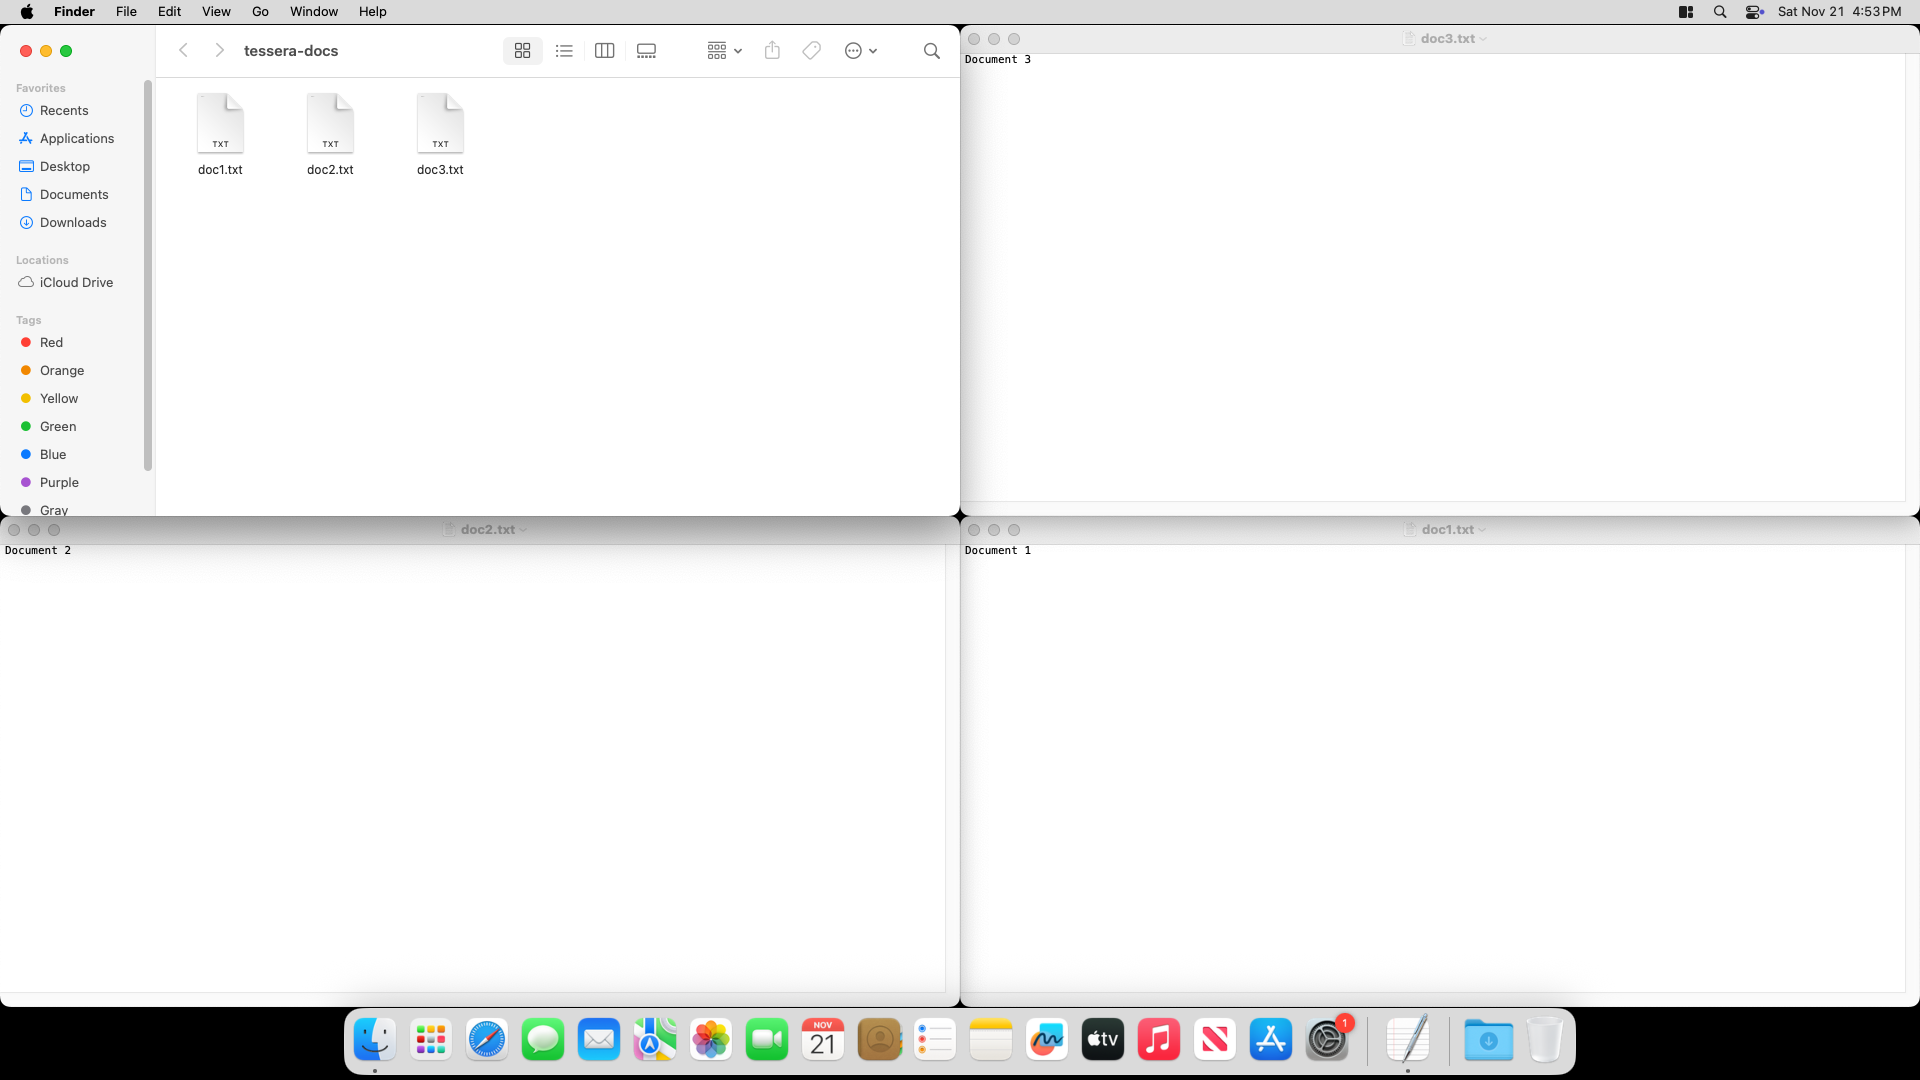 Finder File Edit View Go Window Help Sat Nov 21 4:53 PM
tessera-docs
Favorites
Recents
Applications
Desktop
Documents
Downloads
Locations
iCloud Drive
Tags
Red
Orange
Yellow
Green
Blue
Purple
Gray
TXT TXT TXT
doc1.txt doc2.txt doc3.txt
doc3.txt
Document 3
doc2.txt
Document 2
doc1.txt
Document 1
NOV
21
tv
1